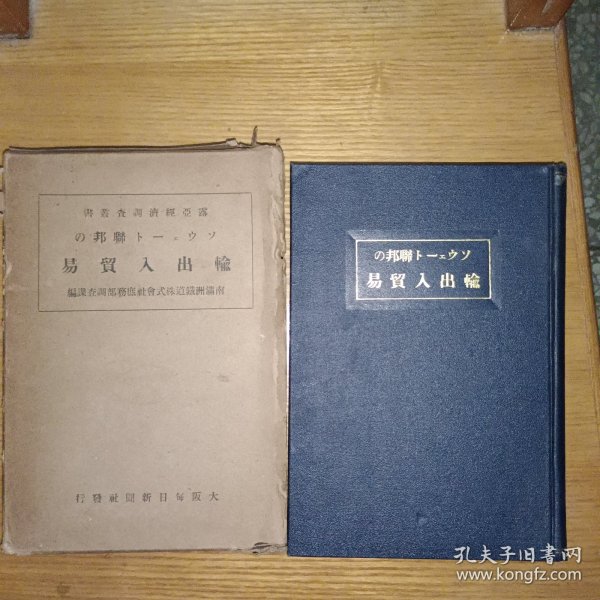 露亞經濟調查叢書
ソウェート聯邦の
輸出入貿易
南滿洲鐵道株式會社庶務部調查課編
大阪每日新聞社發行
ソウェート聯邦の
輸出入貿易
孔夫子旧书网
www.kongfz.com